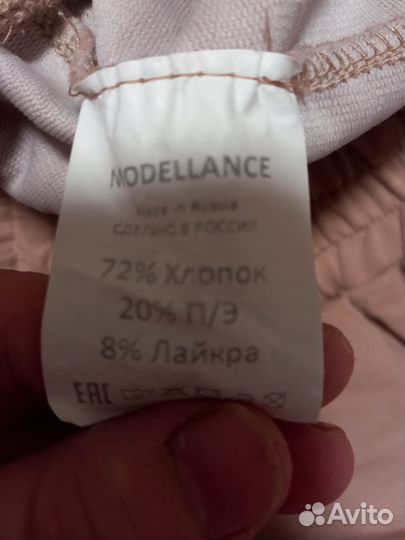 MODELLANCE
Made in Russia
СДЕЛАНО В РОССИИ
72% Хлопок
20% П/Э
8% Лайкра
EAC
Avito